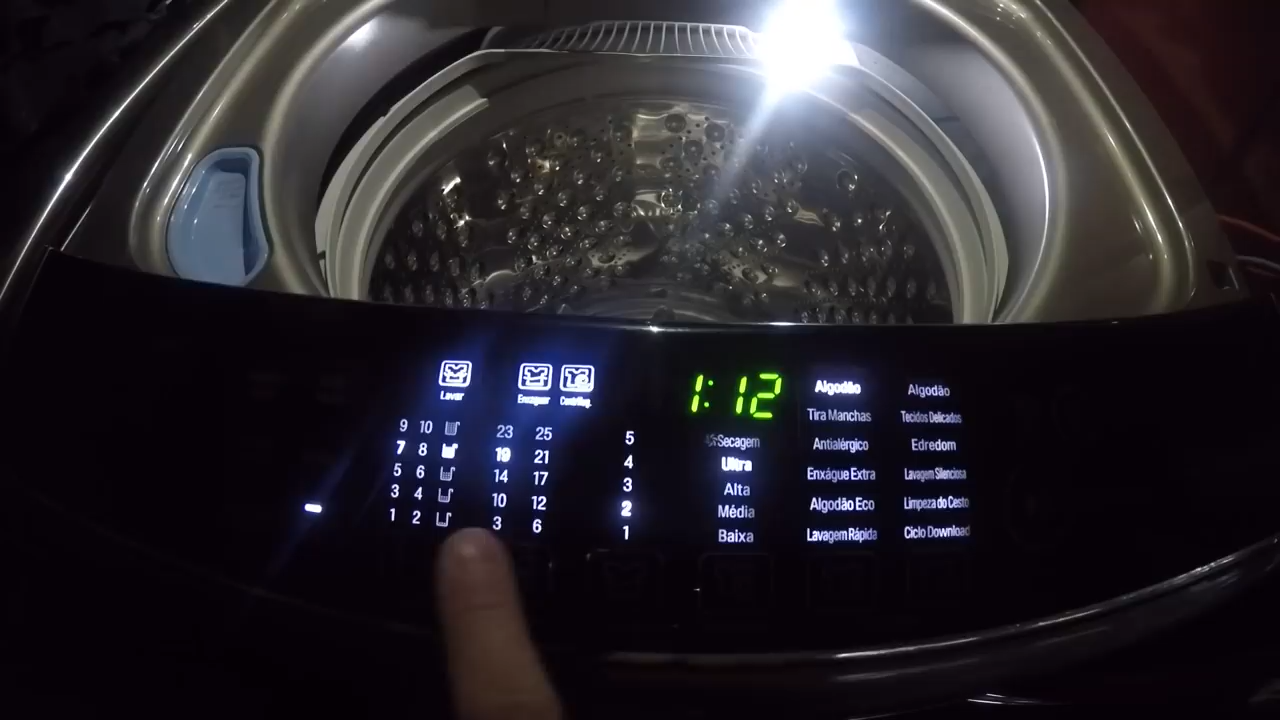 Lavar
Enxaguar
Centrifug.
9 10
7 8
5 6
3 4
1 2
23 25
19 21
14 17
10 12
3 6
5
4
3
2
1
1:12
Secagem
Ultra
Alta
Média
Baixa
Algodão
Tira Manchas
Antialérgico
Enxágue Extra
Algodão Eco
Lavagem Rápida
Algodão
Tecidos Delicados
Edredom
Lavagem Silenciosa
Limpeza do Cesto
Ciclo Download